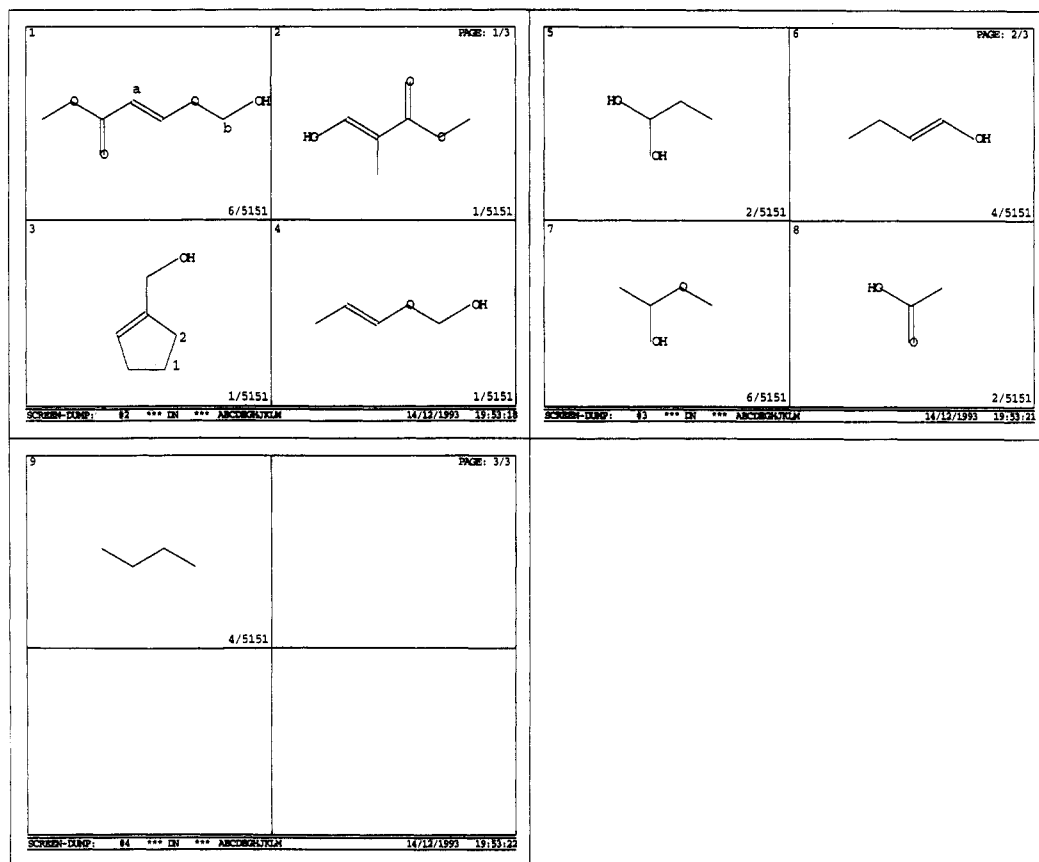 1
PAGE: 1/3
a
O
OH
b
O
6/5151
2
O
HO
O
1/5151
3
OH
2
1
1/5151
4
O
OH
1/5151
SCREEN-DUMP: #2 *** DN *** ABCDEGHJKLM 14/12/1993 19:53:18
5
PAGE: 2/3
HO
OH
2/5151
6
OH
4/5151
7
O
OH
6/5151
8
HO
O
2/5151
SCREEN-DUMP: #3 *** DN *** ABCDEGHJKLM 14/12/1993 19:53:21
9
PAGE: 3/3
4/5151
SCREEN-DUMP: #4 *** DN *** ABCDEGHJKLM 14/12/1993 19:53:22